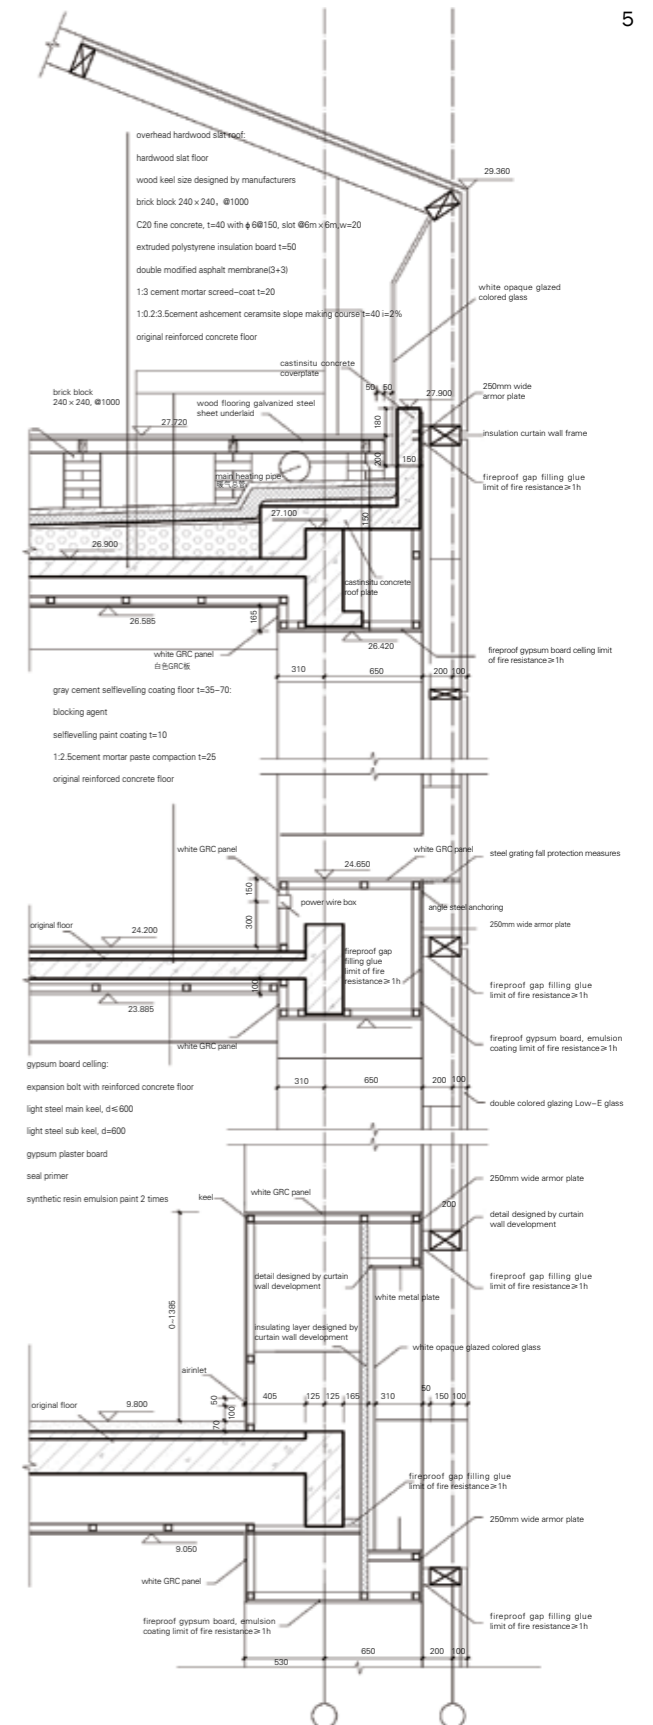 5
overhead hardwood slat roof:
hardwood slat floor
wood keel size designed by manufacturers
brick block 240×240，@1000
C20 fine concrete, t=40 with ϕ6@150, slot @6m×6m,w=20
extruded polystyrene insulation board t=50
double modified asphalt membrane(3+3)
1:3 cement mortar screed-coat t=20
1:0.2:3.5cement ashcement ceramsite slope making course t=40 i=2%
original reinforced concrete floor
29.360
white opaque glazed
colored glass
castinsitu concrete
coverplate
50 50
27.900
250mm wide
armor plate
brick block
240×240, @1000
wood flooring galvanized steel
sheet underlaid
27.720
180
insulation curtain wall frame
200
150
main heating pipe
fireproof gap filling glue
limit of fire resistance≥1h
27.100
150
26.900
castinsitu concrete
roof plate
26.585
165
26.420
white GRC panel
白色GRC板
fireproof gypsum board celling limit
of fire resistance≥1h
310
650
200
100
gray cement selflevelling coating floor t=35-70:
blocking agent
selflevelling paint coating t=10
1:2.5cement mortar paste compaction t=25
original reinforced concrete floor
white GRC panel
white GRC panel
steel grating fall protection measures
24.650
150
power wire box
angle steel anchoring
300
250mm wide armor plate
original floor
24.200
fireproof gap
filling glue
limit of fire
resistance≥1h
100
23.885
fireproof gap filling glue
limit of fire resistance≥1h
white GRC panel
fireproof gypsum board, emulsion
coating limit of fire resistance≥1h
gypsum board celling:
expansion bolt with reinforced concrete floor
light steel main keel, d≤600
light steel sub keel, d=600
gypsum plaster board
seal primer
synthetic resin emulsion paint 2 times
310
650
200
100
double colored glazing Low-E glass
keel
white GRC panel
250mm wide armor plate
200
detail designed by curtain
wall development
detail designed by curtain
wall development
fireproof gap filling glue
limit of fire resistance≥1h
white metal plate
0-1385
insulating layer designed by
curtain wall development
white opaque glazed colored glass
airinlet
50
100
70
405
125
125
165
310
50
150
100
original floor
9.800
fireproof gap filling glue
limit of fire resistance≥1h
250mm wide armor plate
9.050
white GRC panel
fireproof gypsum board, emulsion
coating limit of fire resistance≥1h
fireproof gap filling glue
limit of fire resistance≥1h
530
650
200
100